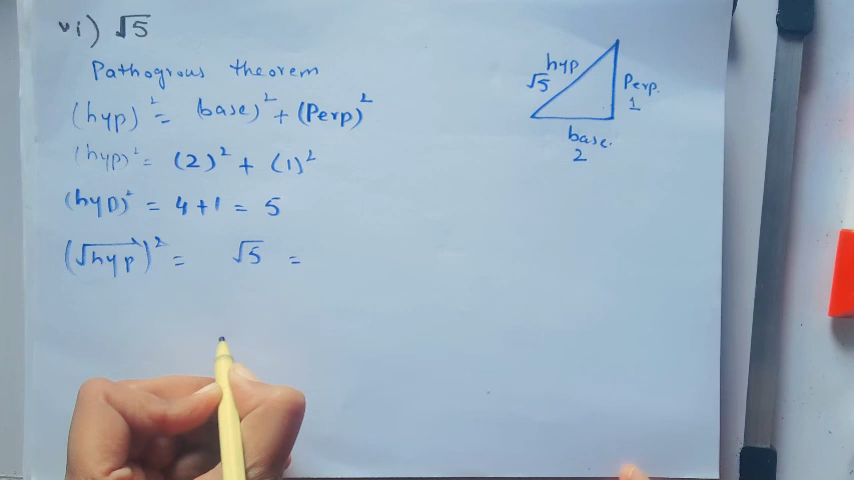 vi) √5
Pathogrous theorem
(hyp)² = (base)² + (Perp)²
(hyp)² = (2)² + (1)²
(hyp)² = 4+1 = 5
(√hyp)² = √5 =
hyp
√5
Perp.
1
base.
2